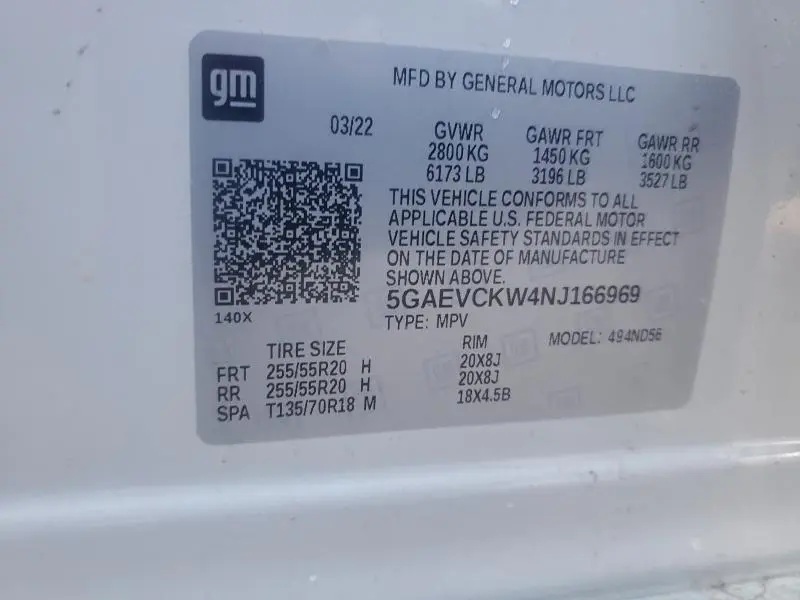 gm
MFD BY GENERAL MOTORS LLC
03/22
GVWR GAWR FRT GAWR RR
2800 KG 1450 KG 1600 KG
6173 LB 3196 LB 3527 LB
THIS VEHICLE CONFORMS TO ALL
APPLICABLE U.S. FEDERAL MOTOR
VEHICLE SAFETY STANDARDS IN EFFECT
ON THE DATE OF MANUFACTURE
SHOWN ABOVE.
5GAEVCKW4NJ166969
140X
TYPE: MPV
TIRE SIZE RIM MODEL: 494ND56
FRT 255/55R20 H 20X8J
RR 255/55R20 H 20X8J
SPA T135/70R18 M 18X4.5B